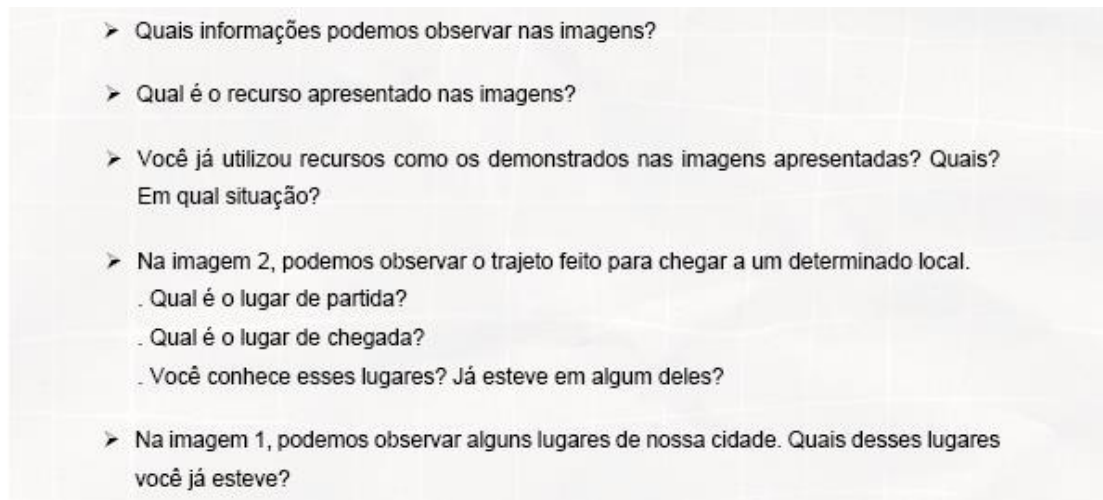 ➢ Quais informações podemos observar nas imagens?
➢ Qual é o recurso apresentado nas imagens?
➢ Você já utilizou recursos como os demonstrados nas imagens apresentadas? Quais?
Em qual situação?
➢ Na imagem 2, podemos observar o trajeto feito para chegar a um determinado local.
. Qual é o lugar de partida?
. Qual é o lugar de chegada?
. Você conhece esses lugares? Já esteve em algum deles?
➢ Na imagem 1, podemos observar alguns lugares de nossa cidade. Quais desses lugares
você já esteve?